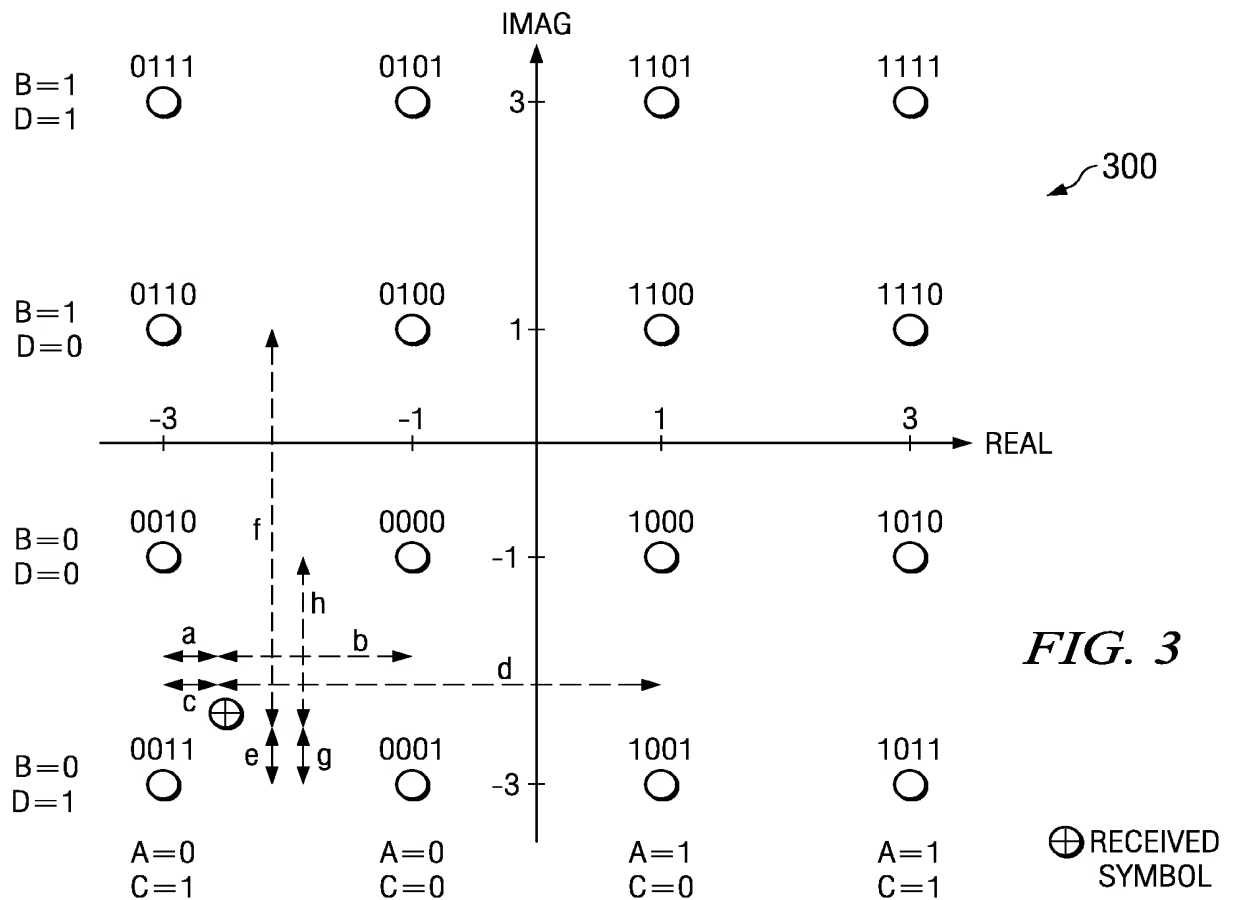 IMAG
0111 0101 1101 1111
B=1
D=1
3
300
0110 0100 1100 1110
B=1
D=0
1
-3 -1 1 3
REAL
0010 0000 1000 1010
B=0
D=0
-1
f
h
a
b
d
c
FIG. 3
0011 0001 1001 1011
e
g
B=0
D=1
-3
A=0 A=0 A=1 A=1
C=1 C=0 C=0 C=1
RECEIVED
SYMBOL